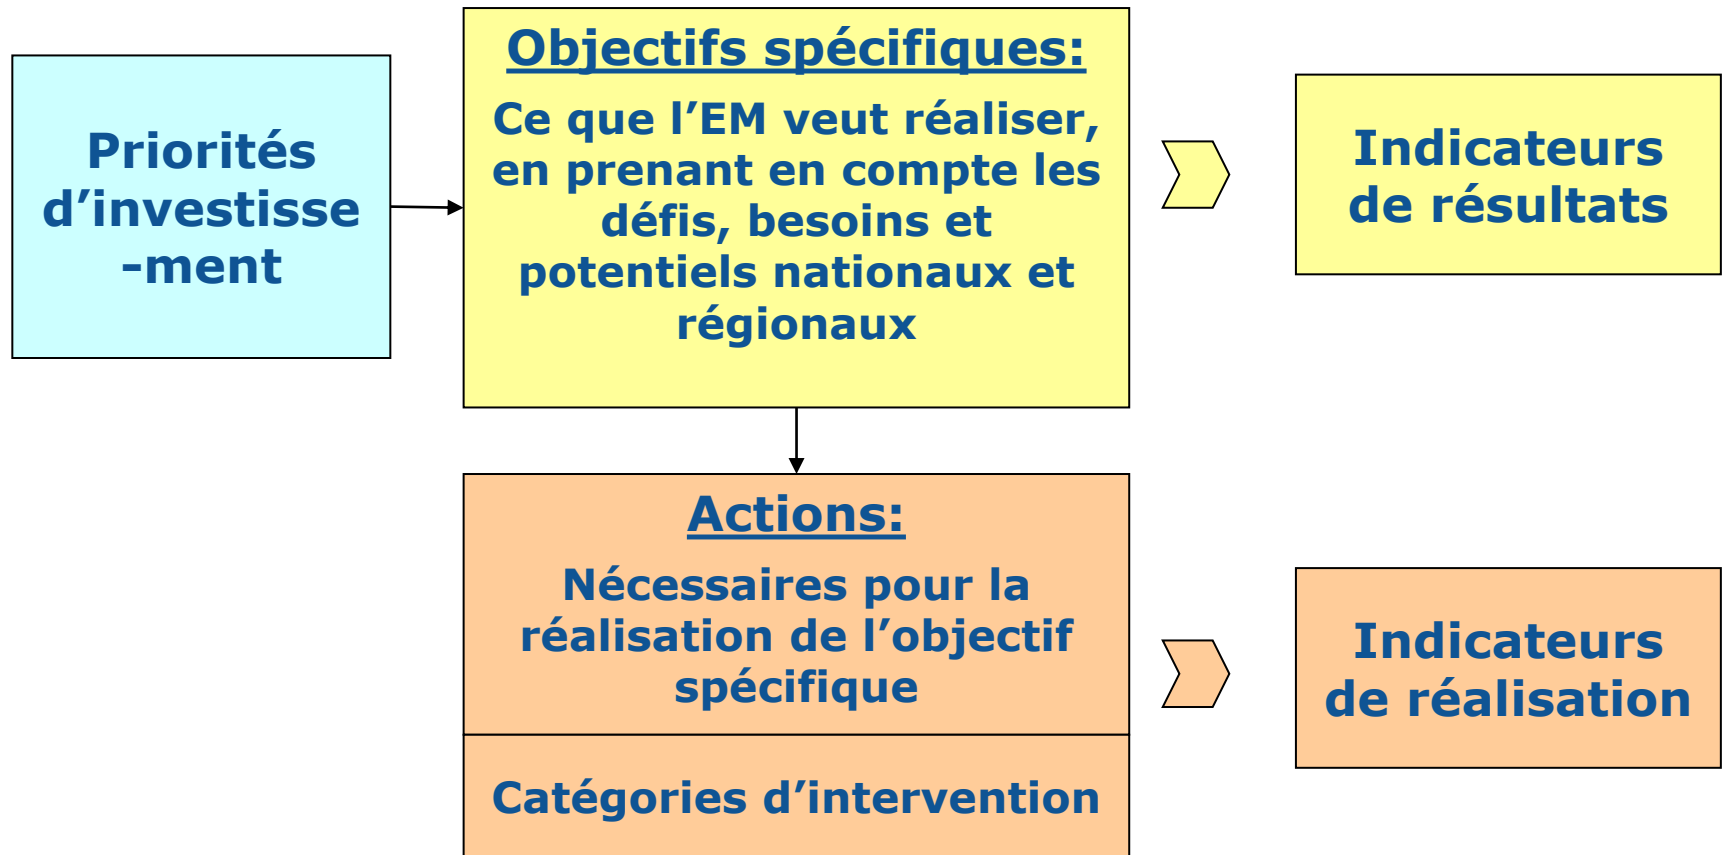 Priorités
d’investisse
-ment
Objectifs spécifiques:
Ce que l’EM veut réaliser,
en prenant en compte les
défis, besoins et
potentiels nationaux et
régionaux
Indicateurs
de résultats
Actions:
Nécessaires pour la
réalisation de l’objectif
spécifique
Catégories d’intervention
Indicateurs
de réalisation